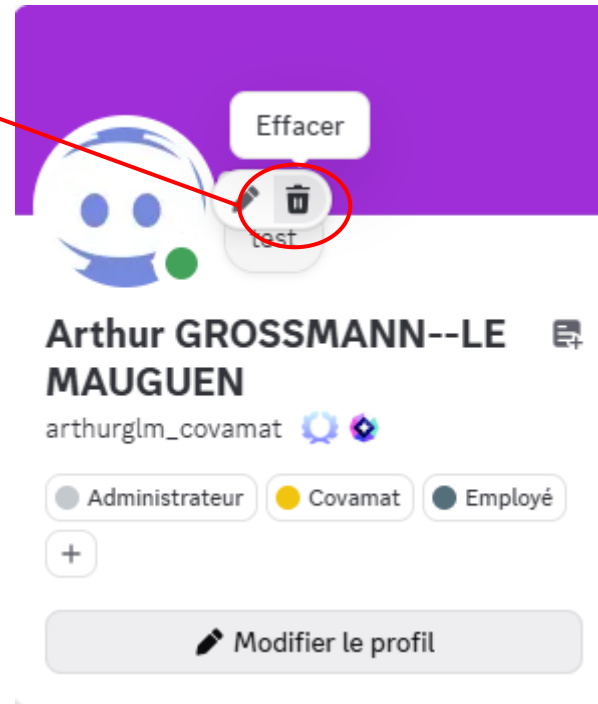 Effacer
test
Arthur GROSSMANN--LE
MAUGUEN
arthurglm_covamat
Administrateur Covamat Employé
+
Modifier le profil